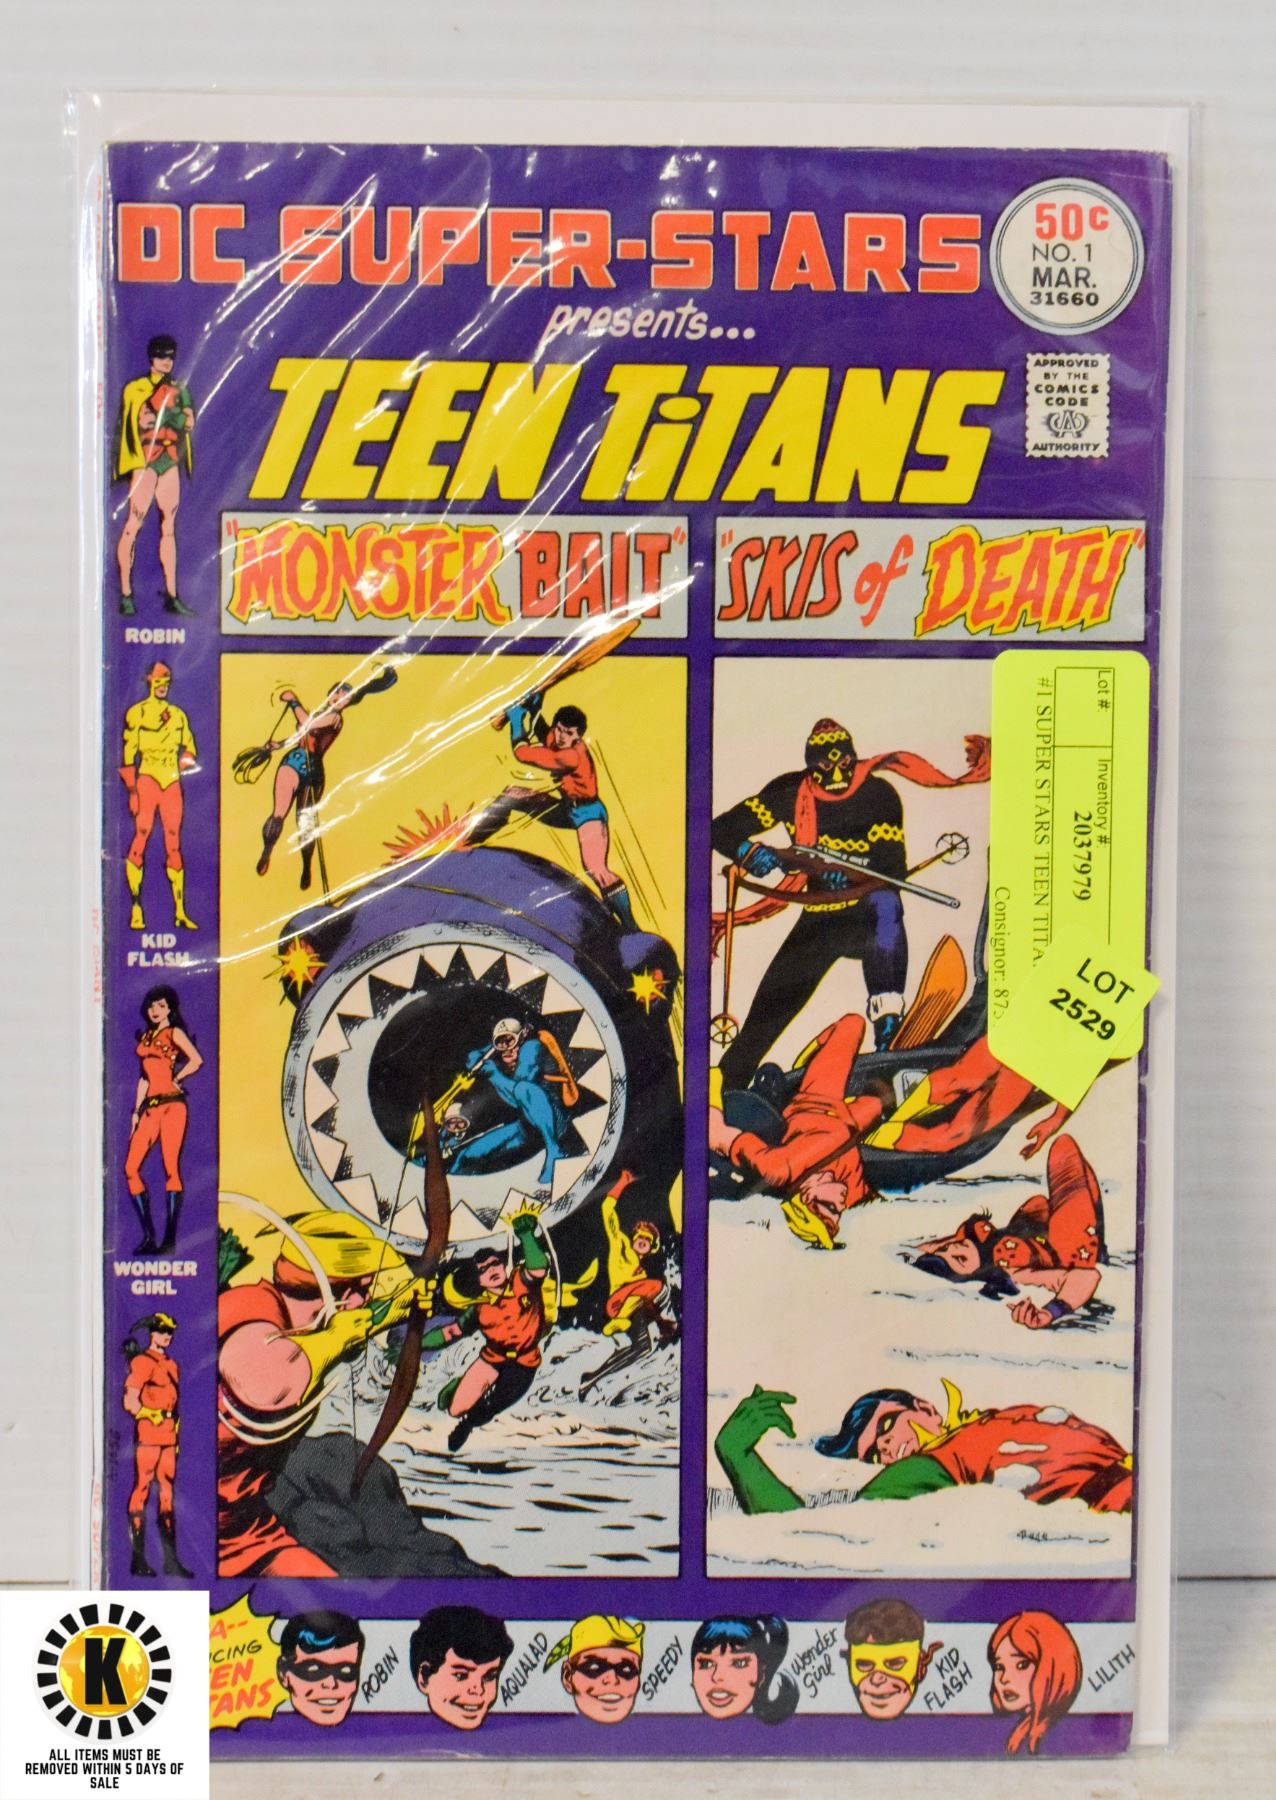 DC SUPER-STARS
presents...
50¢
NO. 1
MAR.
31660
APPROVED
BY THE
COMICS
CODE
AUTHORITY
TEEN TiTANS
"MONSTER BAIT"
"SKIS of DEATH"
ROBIN
KID
FLASH
WONDER
GIRL
Lot #:
Inventory #:
2037979
#1 SUPER STARS TEEN TITA
Consignor: 87
LOT
2529
ROBIN
AQUALAD
SPEEDY
Wonder
Girl
KID
FLASH
LILITH
K
ALL ITEMS MUST BE
REMOVED WITHIN 5 DAYS OF
SALE